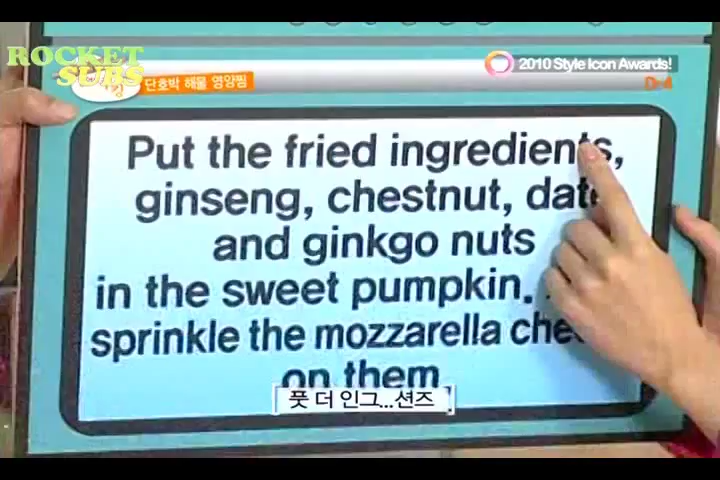 ROCKET
SUBS
단호박 해물 영양찜
2010 Style Icon Awards!
D-4
Put the fried ingredients,
ginseng, chestnut, date
and ginkgo nuts
in the sweet pumpkin.
sprinkle the mozzarella
on them
풋 더 인그...션즈